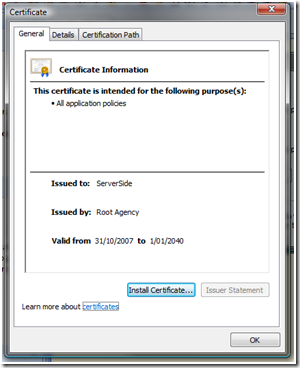 Certificate
General
Details
Certification Path
Certificate Information
This certificate is intended for the following purpose(s):
• All application policies
Issued to: ServerSide
Issued by: Root Agency
Valid from 31/10/2007 to 1/01/2040
Install Certificate...
Issuer Statement
Learn more about certificates
OK